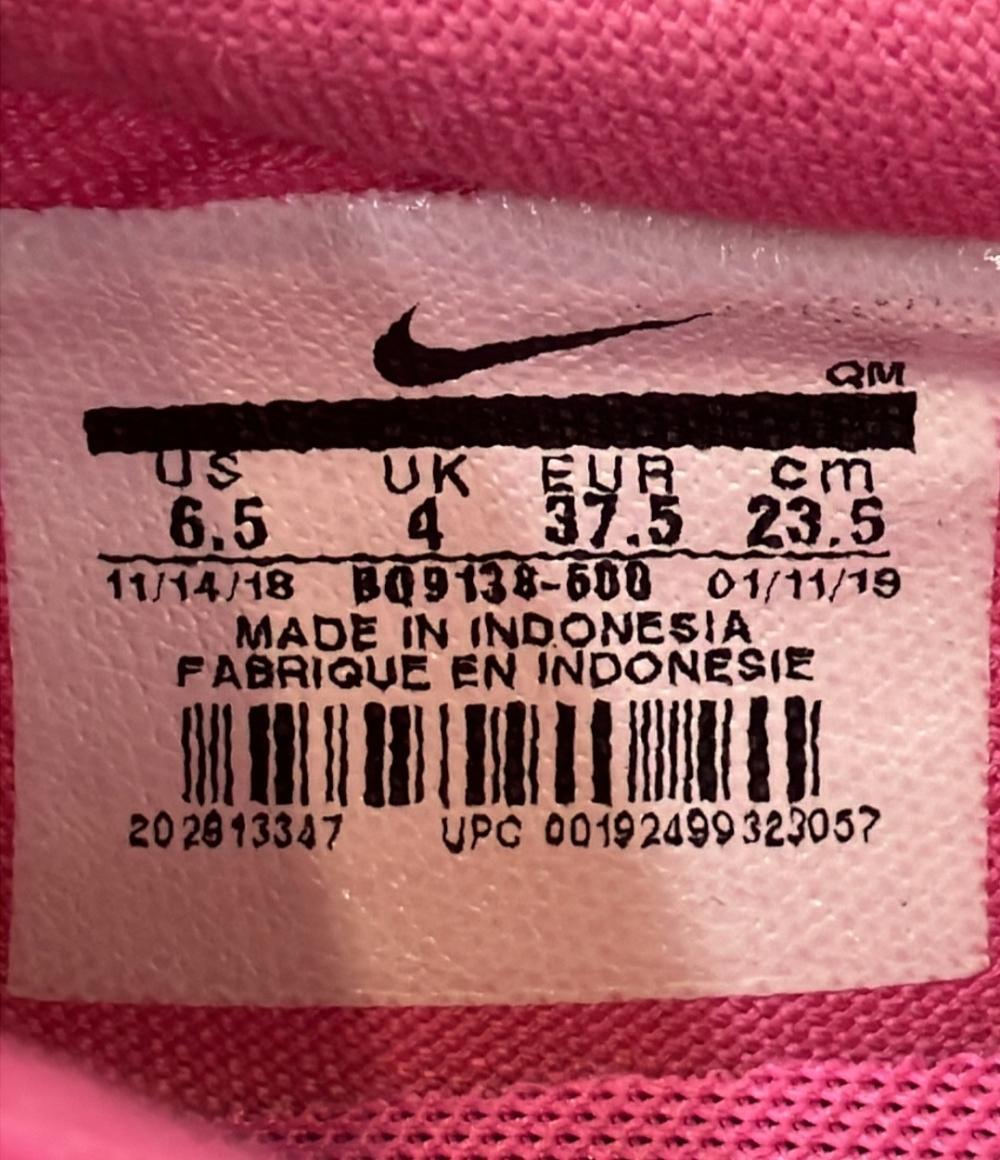 QM
US UK EUR cm
6.5 4 37.5 23.5
11/14/18 BQ9138-600 01/11/19
MADE IN INDONESIA
FABRIQUE EN INDONESIE
202813347 UPC 00192499323057